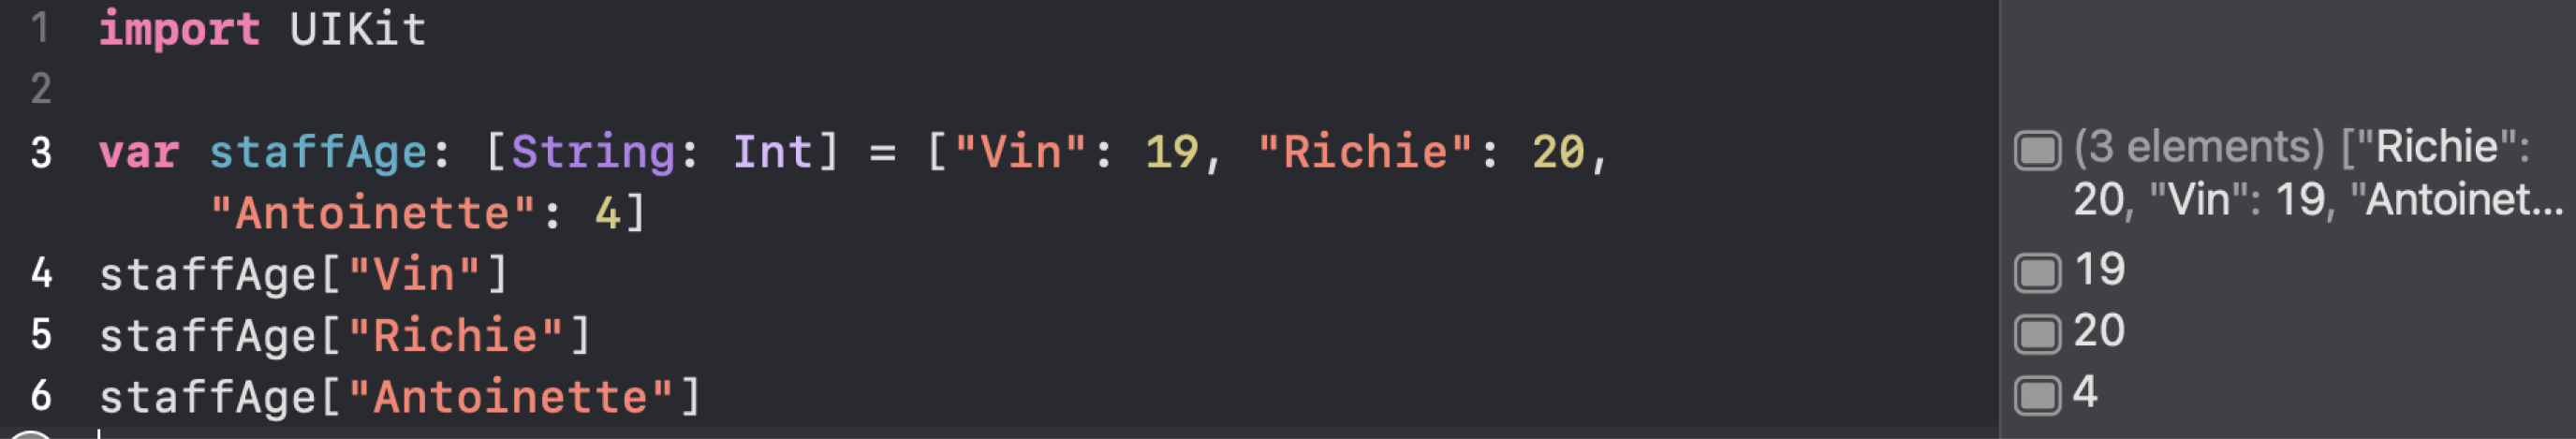 1 import UIKit
2
3 var staffAge: [String: Int] = ["Vin": 19, "Richie": 20,
"Antoinette": 4]
4 staffAge["Vin"]
5 staffAge["Richie"]
6 staffAge["Antoinette"]
(3 elements) ["Richie":
20, "Vin": 19, "Antoinet...
19
20
4